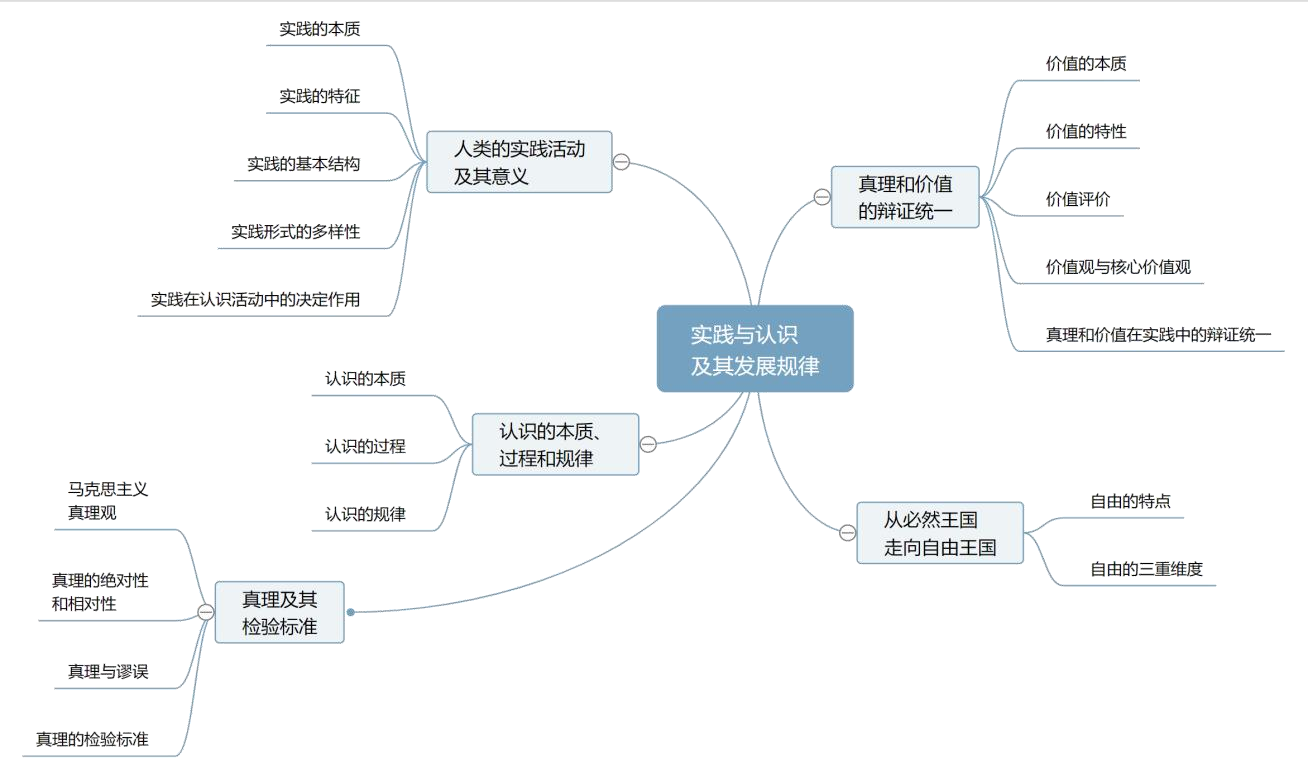 实践与认识
及其发展规律
人类的实践活动
及其意义
实践的本质
实践的特征
实践的基本结构
实践形式的多样性
实践在认识活动中的决定作用
认识的本质、
过程和规律
认识的本质
认识的过程
认识的规律
真理及其
检验标准
马克思主义
真理观
真理的绝对性
和相对性
真理与谬误
真理的检验标准
真理和价值
的辩证统一
价值的本质
价值的特性
价值评价
价值观与核心价值观
真理和价值在实践中的辩证统一
从必然王国
走向自由王国
自由的特点
自由的三重维度